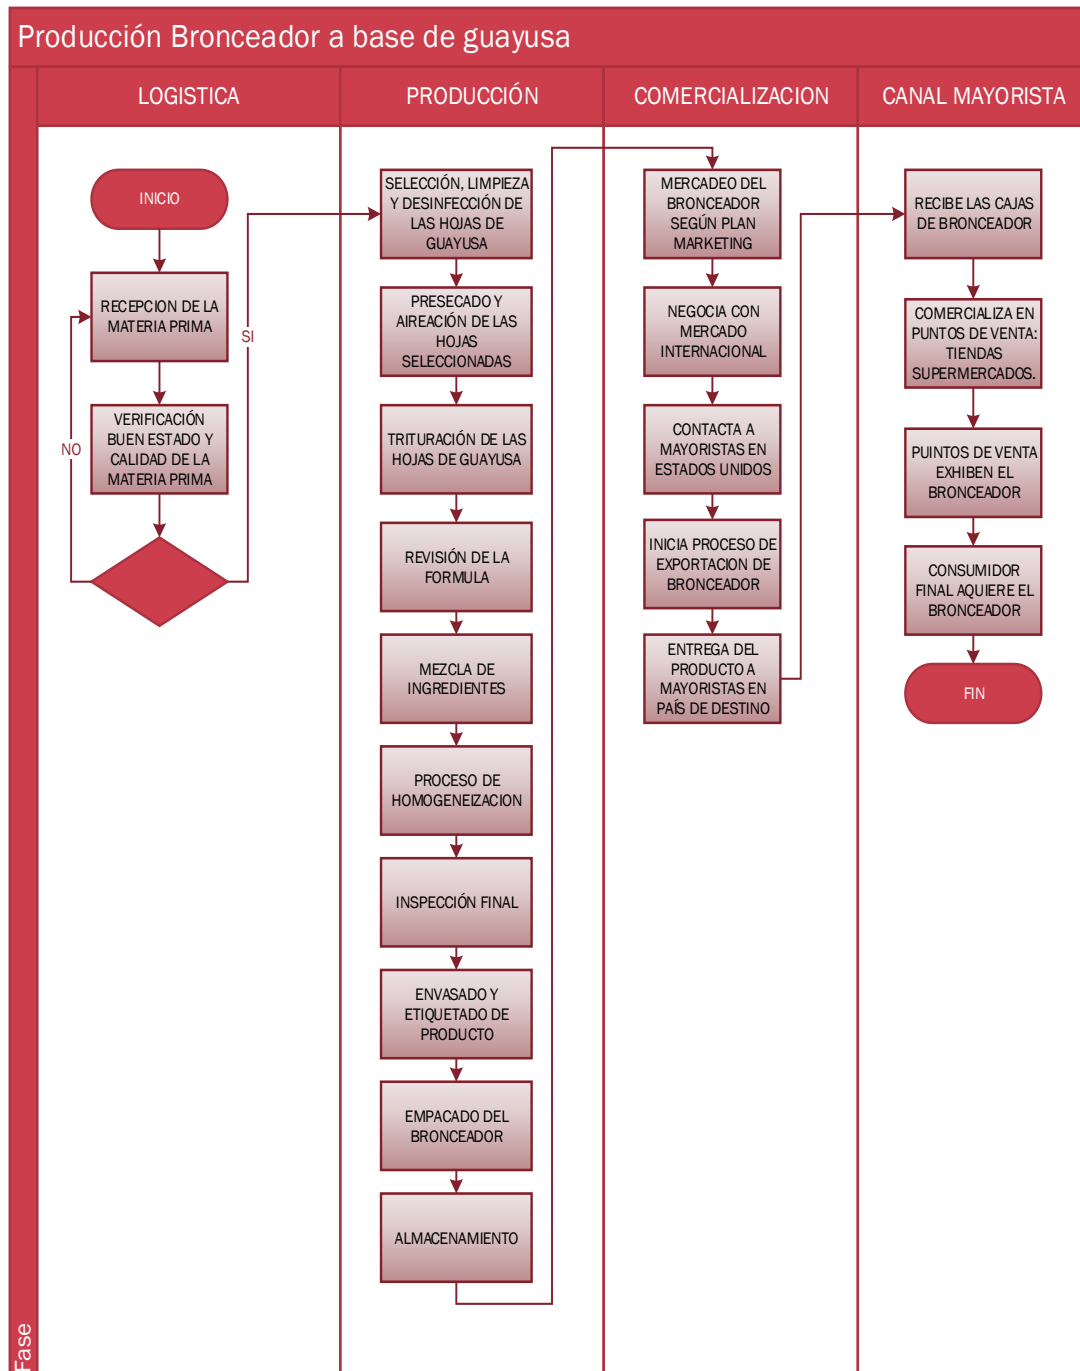 Producción Bronceador a base de guayusa
LOGISTICA
PRODUCCIÓN
COMERCIALIZACION
CANAL MAYORISTA
INICIO
RECEPCION DE LA
MATERIA PRIMA
VERIFICACIÓN
BUEN ESTADO Y
CALIDAD DE LA
MATERIA PRIMA
NO
SI
SELECCIÓN, LIMPIEZA
Y DESINFECCIÓN DE
LAS HOJAS DE
GUAYUSA
PRESECADO Y
AIREACIÓN DE LAS
HOJAS
SELECCIONADAS
TRITURACIÓN DE LAS
HOJAS DE GUAYUSA
REVISIÓN DE LA
FORMULA
MEZCLA DE
INGREDIENTES
PROCESO DE
HOMOGENEIZACION
INSPECCIÓN FINAL
ENVASADO Y
ETIQUETADO DE
PRODUCTO
EMPACADO DEL
BRONCEADOR
ALMACENAMIENTO
MERCADEO DEL
BRONCEADOR
SEGÚN PLAN
MARKETING
NEGOCIA CON
MERCADO
INTERNACIONAL
CONTACTA A
MAYORISTAS EN
ESTADOS UNIDOS
INICIA PROCESO DE
EXPORTACION DE
BRONCEADOR
ENTREGA DEL
PRODUCTO A
MAYORISTAS EN
PAÍS DE DESTINO
RECIBE LAS CAJAS
DE BRONCEADOR
COMERCIALIZA EN
PUNTOS DE VENTA:
TIENDAS
SUPERMERCADOS.
PUINTOS DE VENTA
EXHIBEN EL
BRONCEADOR
CONSUMIDOR
FINAL AQUIERE EL
BRONCEADOR
FIN
Fase